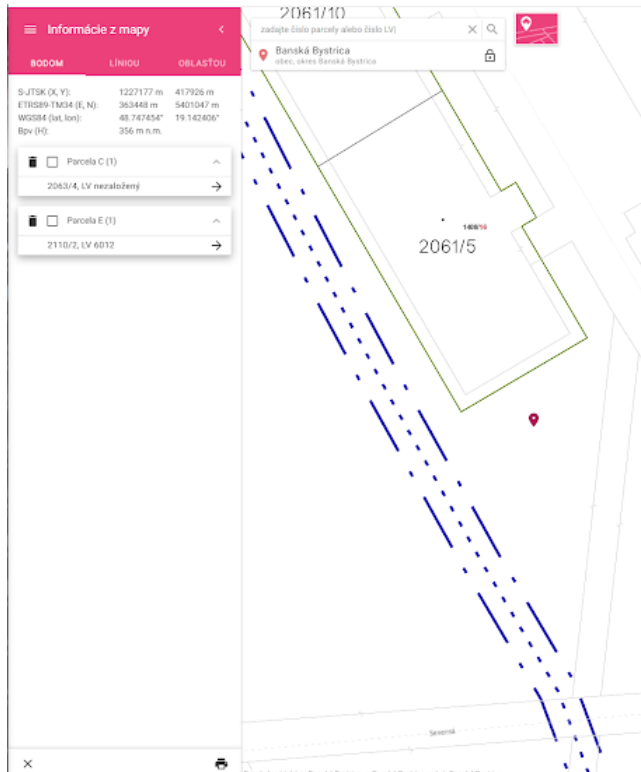 Informácie z mapy
BODOM LÍNIOU OBLASŤOU
S-JTSK (X, Y): 1227177 m 417926 m
ETRS89-TM34 (E, N): 363448 m 5401047 m
WGS84 (lat, lon): 48.747454° 19.142406°
Bpv (H): 356 m n.m.
Parcela C (1)
2063/4, LV nezaložený
Parcela E (1)
2110/2, LV 6012
2061/10
zadajte číslo parcely alebo číslo LV)
Banská Bystrica
obec, okres Banská Bystrica
2061/5
Severná